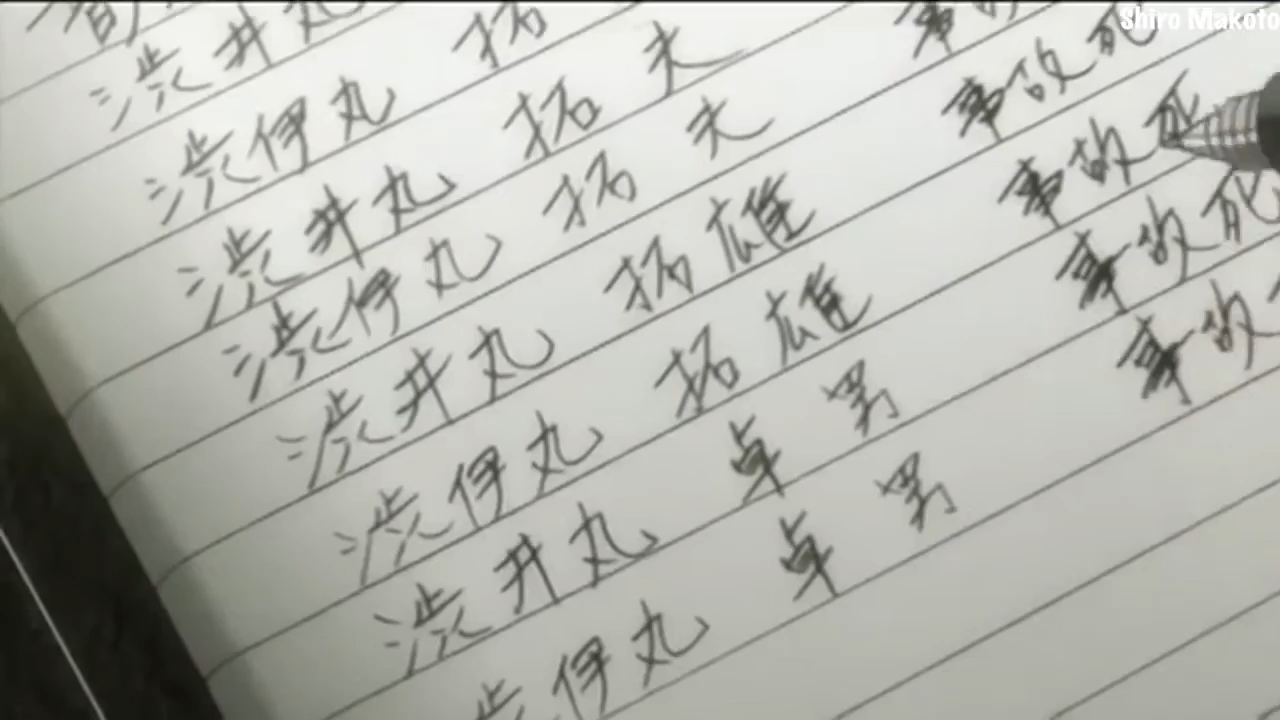 渋井丸
渋伊丸 拓
渋井丸 拓夫
渋伊丸 拓夫 事故
渋井丸 拓雄 事故死
渋伊丸 拓雄 事故死
渋井丸 卓男 事故死
渋伊丸 卓男 事故
Shiro Makoto